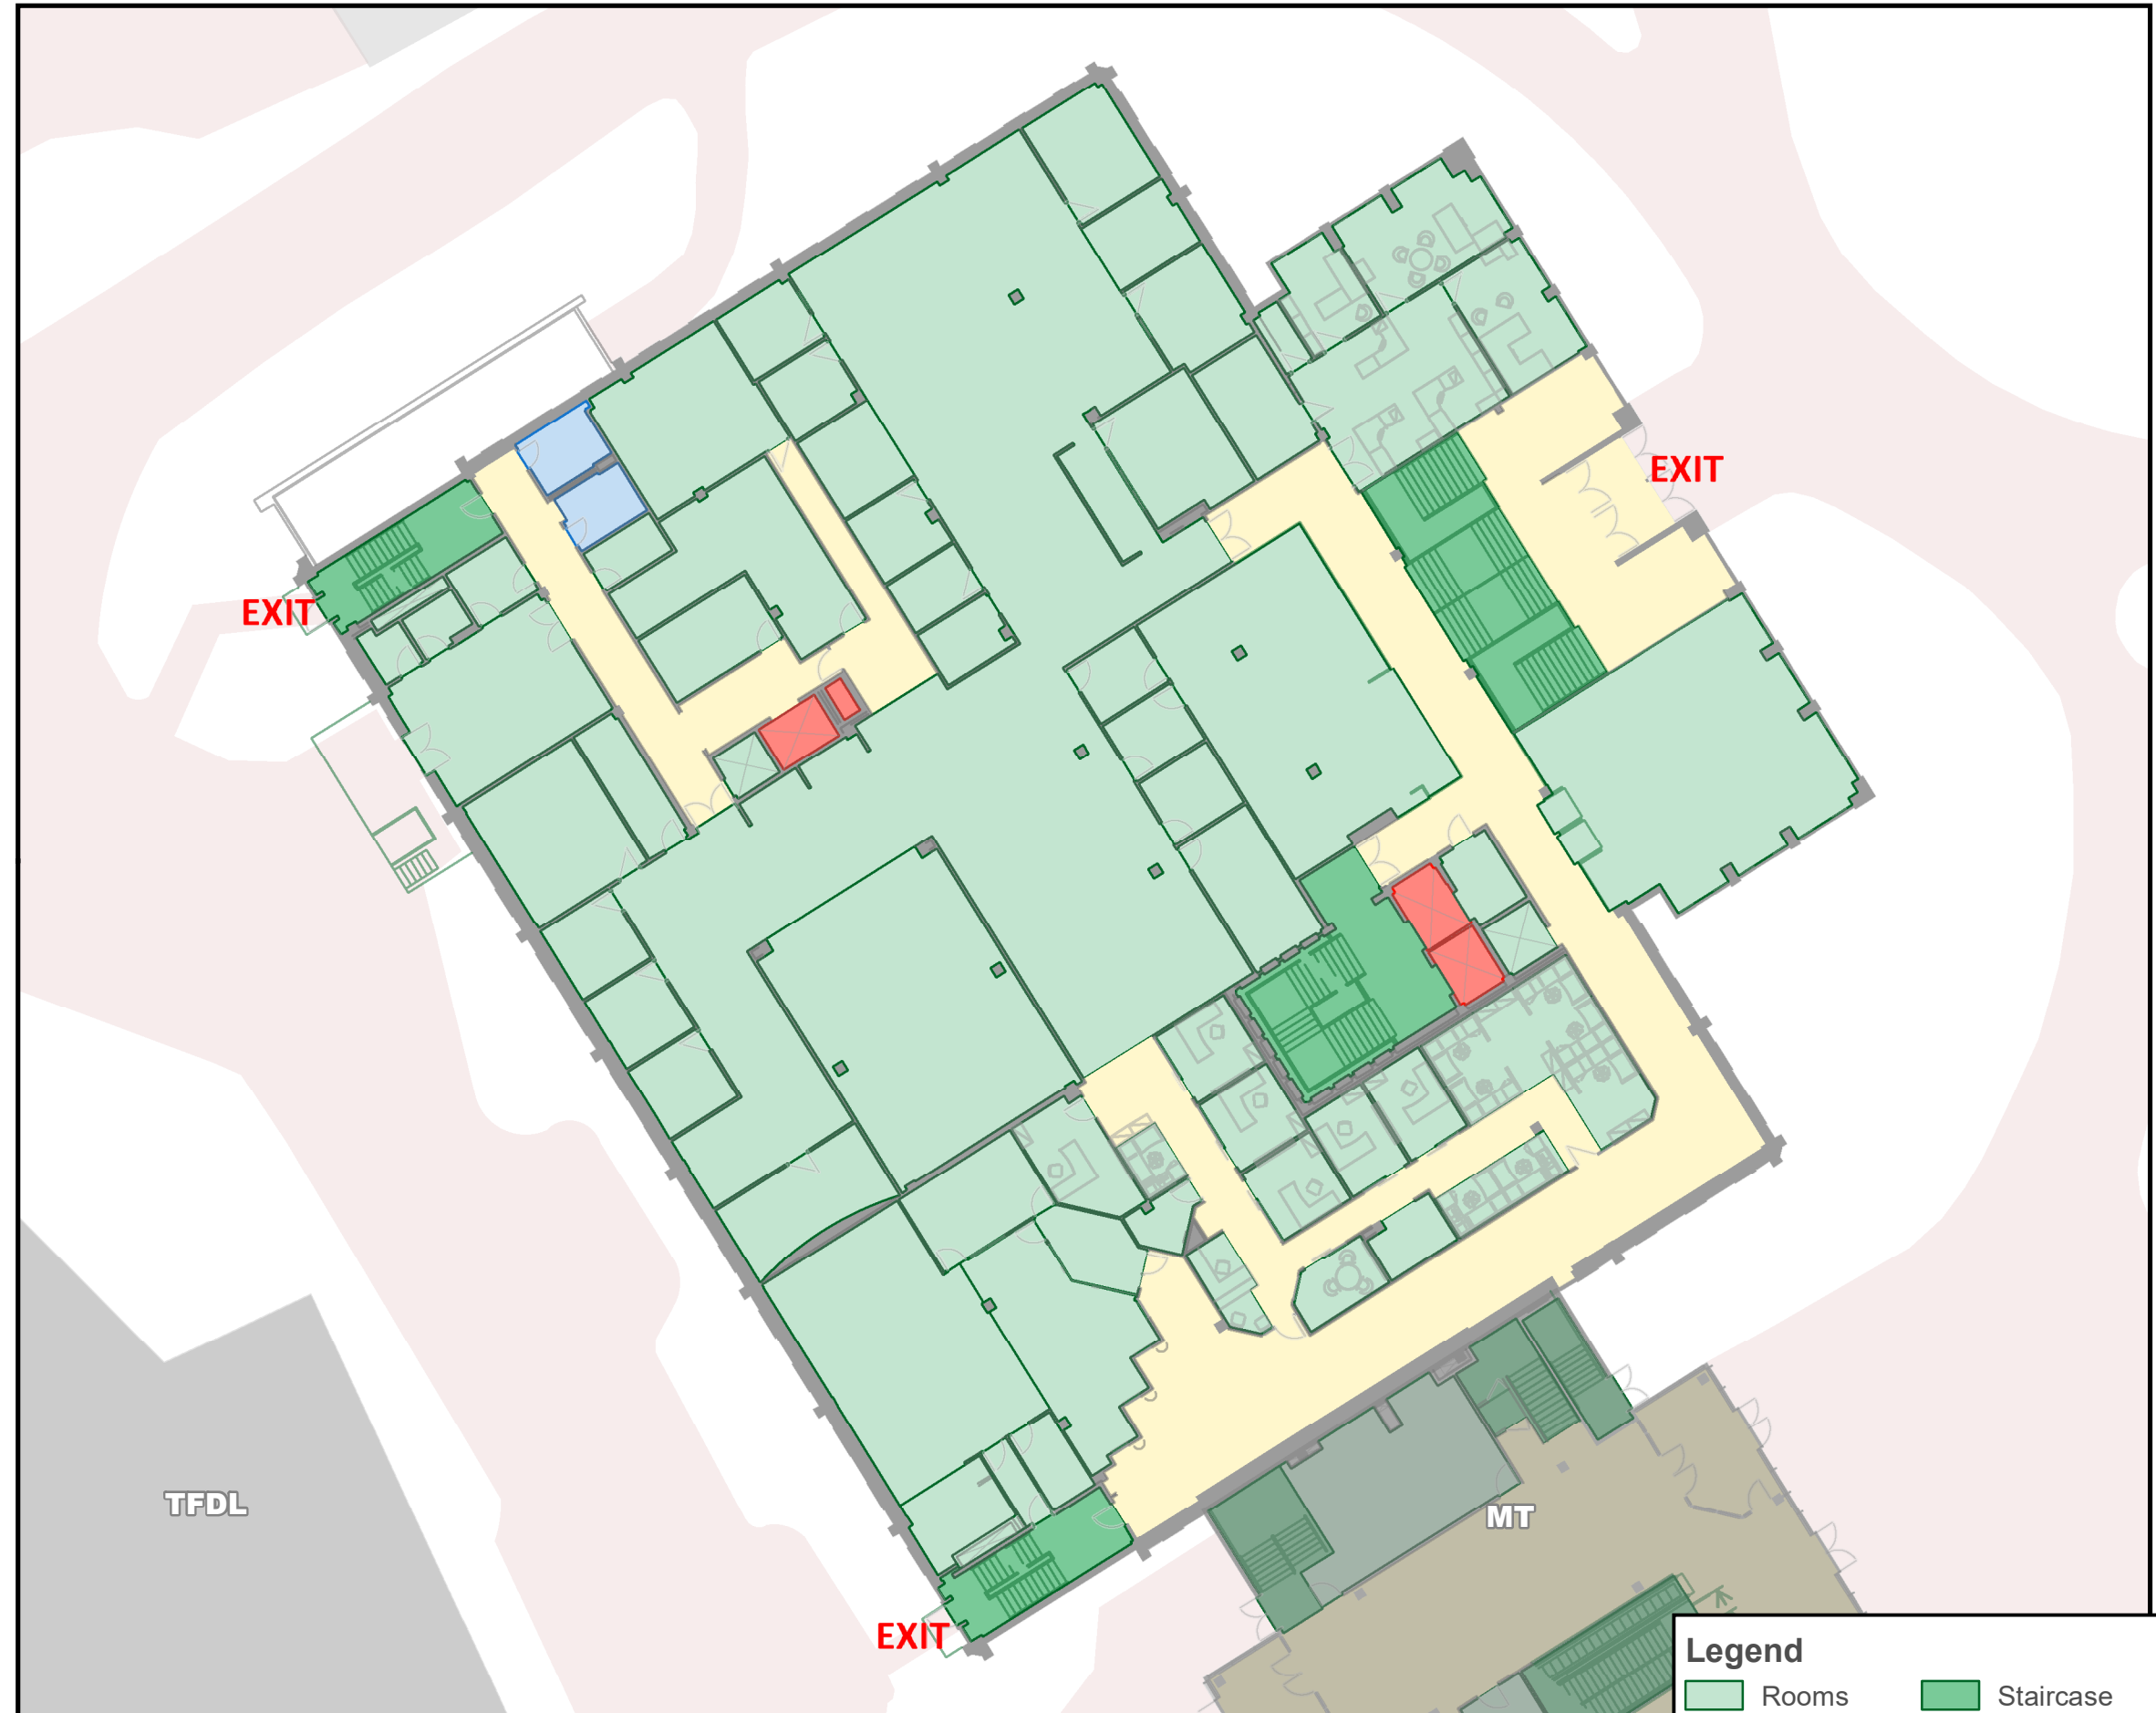 EXIT
EXIT
TFDL
MT
EXIT
Legend
Rooms
Staircase